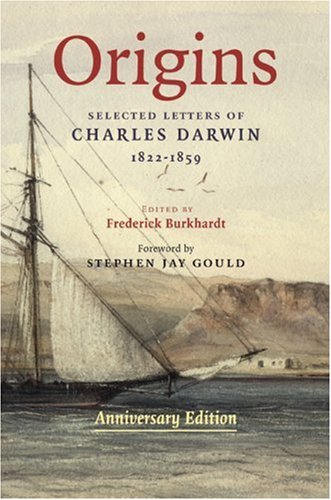 Origins
SELECTED LETTERS OF
CHARLES DARWIN
1822-1859
EDITED BY
Frederick Burkhardt
Foreword by
STEPHEN JAY GOULD
Anniversary Edition